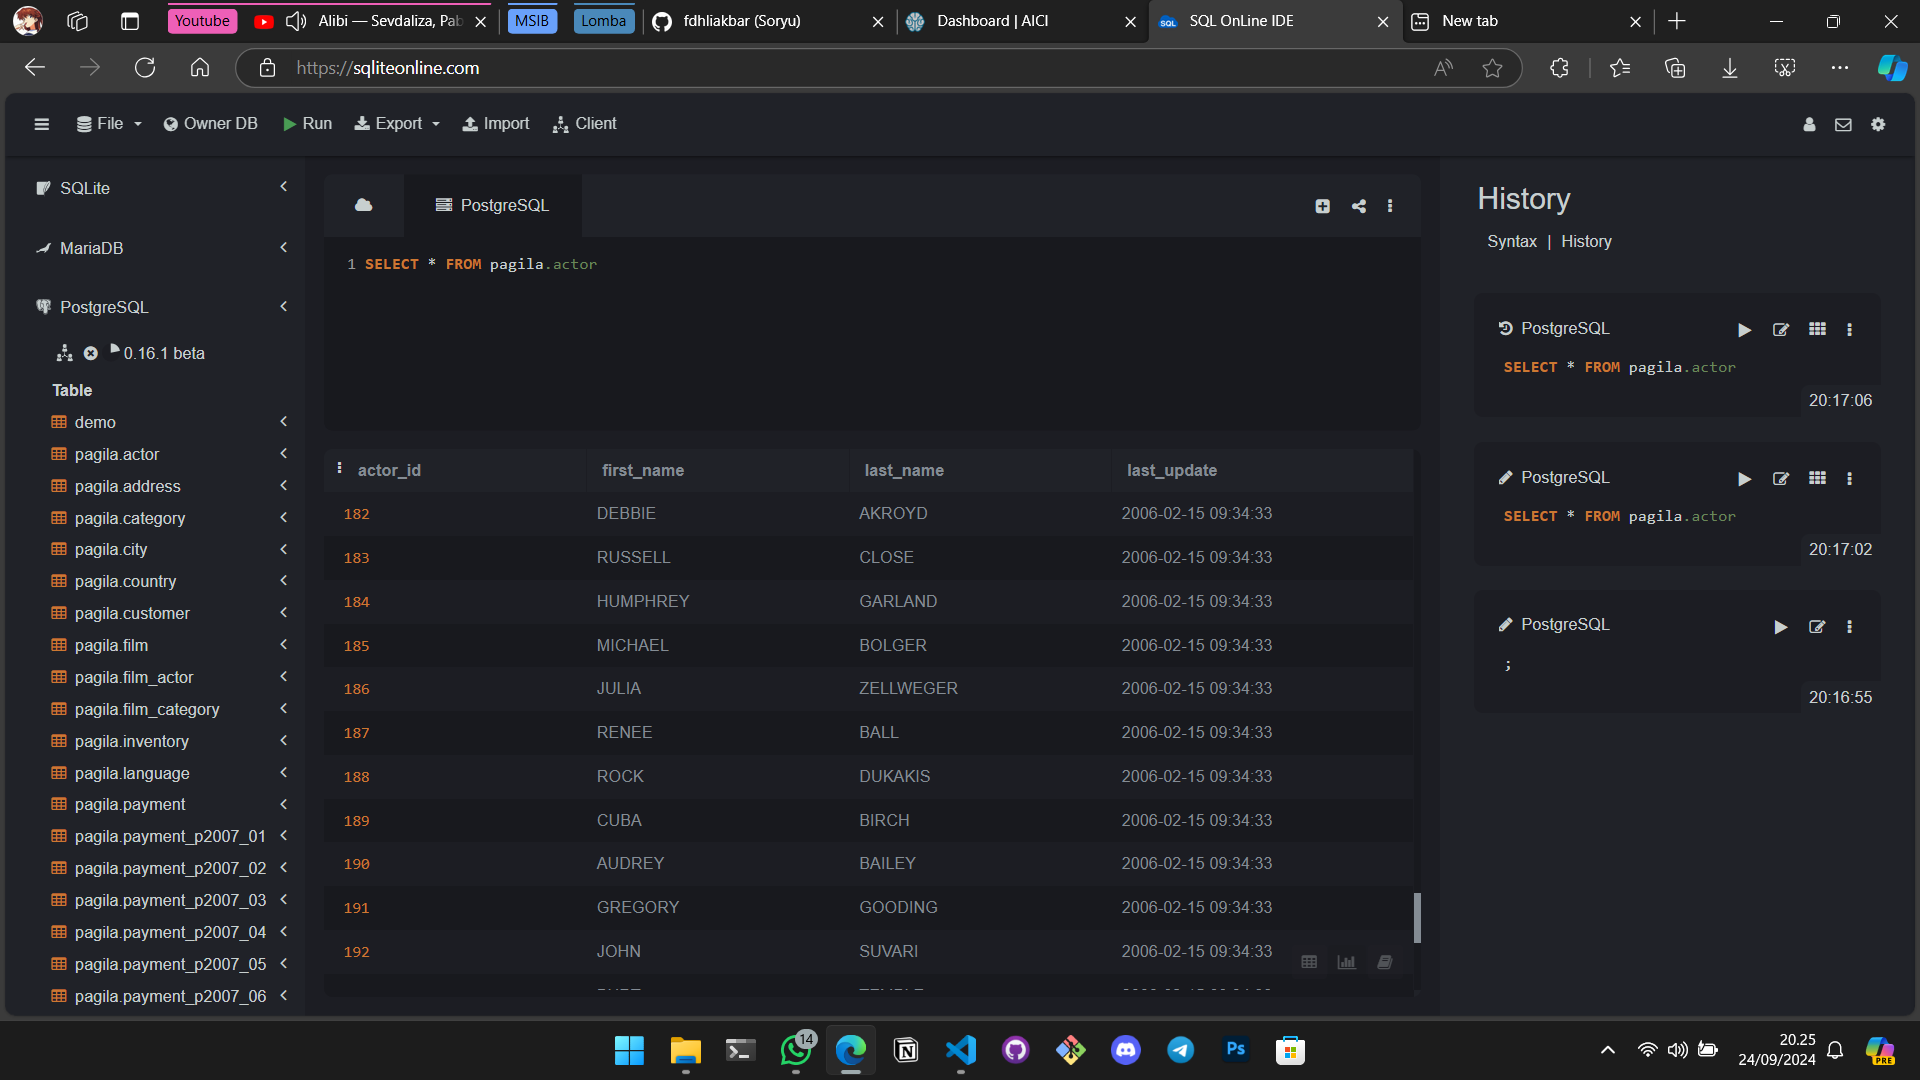 Youtube
Alibi — Sevdaliza, Pab
MSIB
Lomba
fdhliakbar (Soryu)
Dashboard | AICI
SQL OnLine IDE
New tab
https://sqliteonline.com
File
Owner DB
Run
Export
Import
Client
SQLite
MariaDB
PostgreSQL
0.16.1 beta
Table
demo
pagila.actor
pagila.address
pagila.category
pagila.city
pagila.country
pagila.customer
pagila.film
pagila.film_actor
pagila.film_category
pagila.inventory
pagila.language
pagila.payment
pagila.payment_p2007_01
pagila.payment_p2007_02
pagila.payment_p2007_03
pagila.payment_p2007_04
pagila.payment_p2007_05
pagila.payment_p2007_06
PostgreSQL
1 SELECT * FROM pagila.actor
actor_id first_name last_name last_update
182 DEBBIE AKROYD 2006-02-15 09:34:33
183 RUSSELL CLOSE 2006-02-15 09:34:33
184 HUMPHREY GARLAND 2006-02-15 09:34:33
185 MICHAEL BOLGER 2006-02-15 09:34:33
186 JULIA ZELLWEGER 2006-02-15 09:34:33
187 RENEE BALL 2006-02-15 09:34:33
188 ROCK DUKAKIS 2006-02-15 09:34:33
189 CUBA BIRCH 2006-02-15 09:34:33
190 AUDREY BAILEY 2006-02-15 09:34:33
191 GREGORY GOODING 2006-02-15 09:34:33
192 JOHN SUVARI 2006-02-15 09:34:33
History
Syntax | History
PostgreSQL
SELECT * FROM pagila.actor
20:17:06
PostgreSQL
SELECT * FROM pagila.actor
20:17:02
PostgreSQL
;
20:16:55
14
Ps
20.25
24/09/2024
PRE